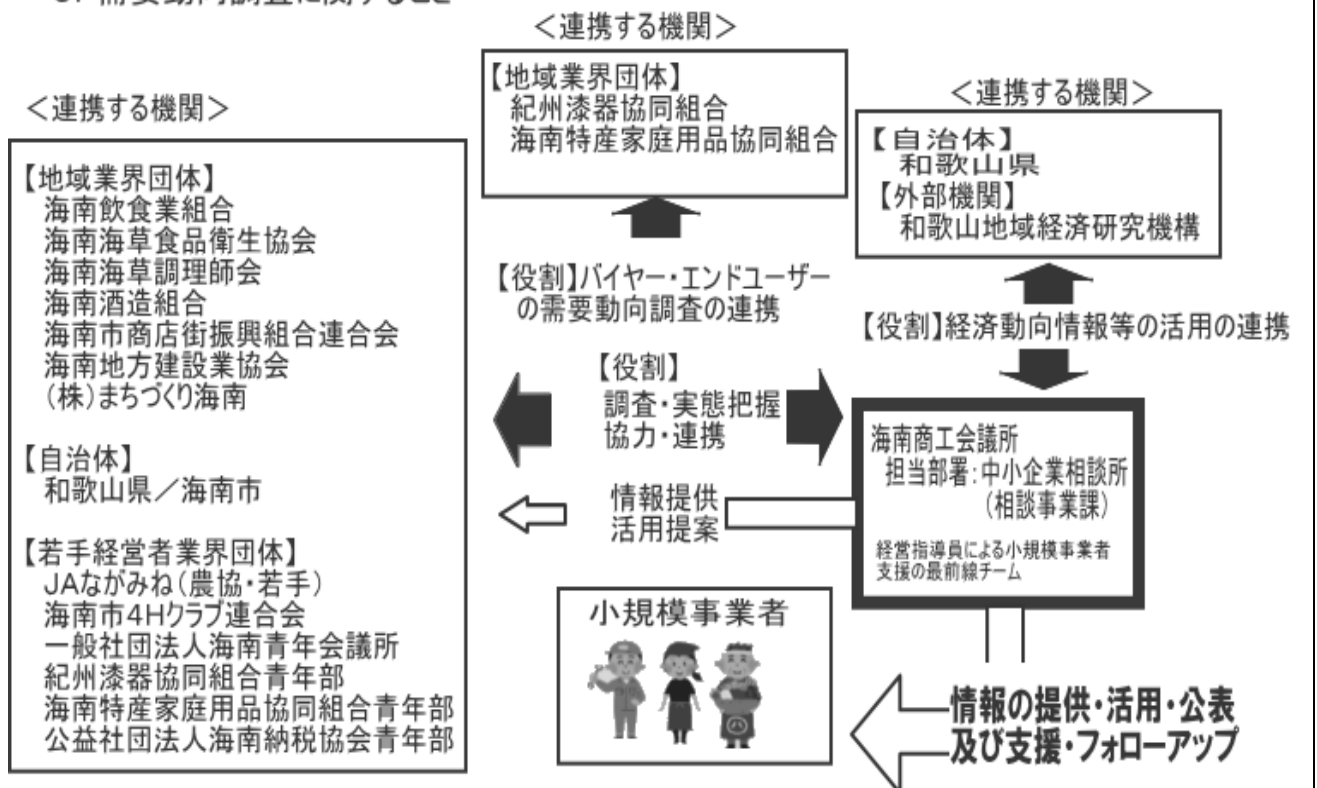 需要動向調査に関すること
＜連携する機関＞
【地域業界団体】
海南飲食業組合
海南海草食品衛生協会
海南海草調理師会
海南酒造組合
海南市商店街振興組合連合会
海南地方建設業協会
(株)まちづくり海南
【自治体】
和歌山県／海南市
【若手経営者業界団体】
JAながみね(農協・若手)
海南市4Hクラブ連合会
一般社団法人海南青年会議所
紀州漆器協同組合青年部
海南特産家庭用品協同組合青年部
公益社団法人海南納税協会青年部
＜連携する機関＞
【地域業界団体】
紀州漆器協同組合
海南特産家庭用品協同組合
【役割】バイヤー・エンドユーザー
の需要動向調査の連携
【役割】
調査・実態把握
協力・連携
情報提供
活用提案
＜連携する機関＞
【自治体】
和歌山県
【外部機関】
和歌山地域経済研究機構
【役割】経済動向情報等の活用の連携
海南商工会議所
担当部署：中小企業相談所
(相談事業課)
経営指導員による小規模事業者
支援の最前線チーム
小規模事業者
情報の提供・活用・公表
及び支援・フォローアップ